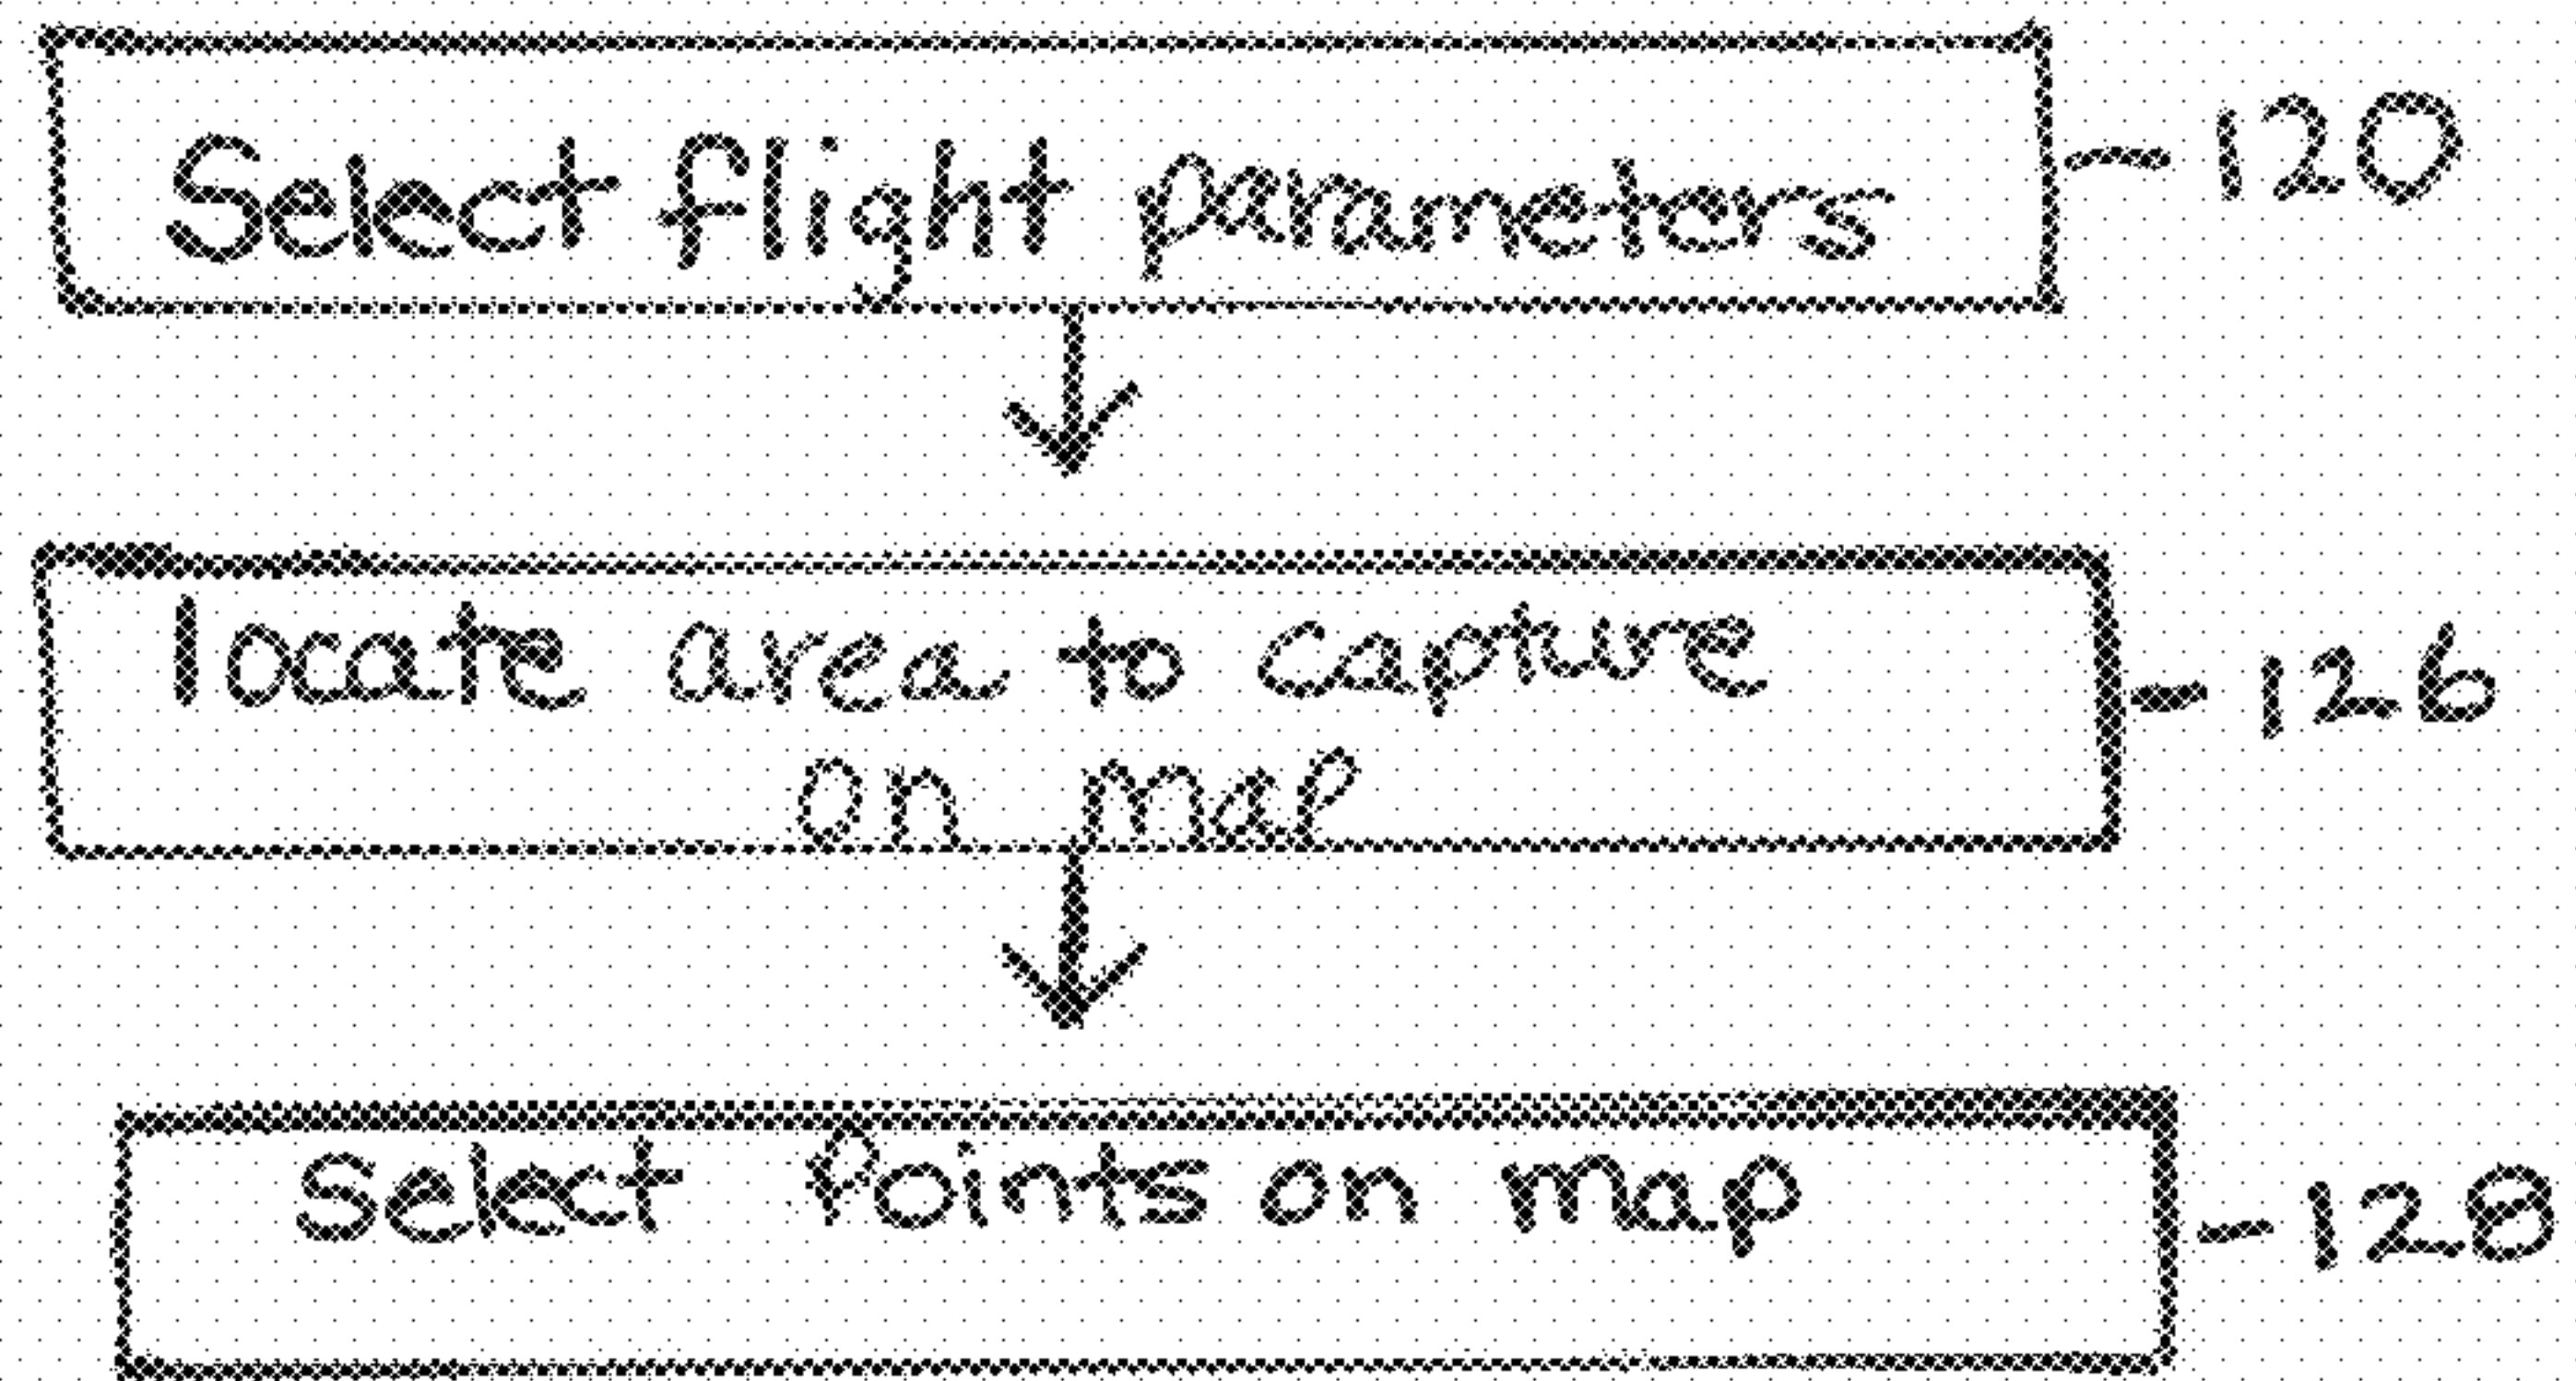 Select flight parameters - 120
locate area to capture - 126
on map
Select Points on map - 128